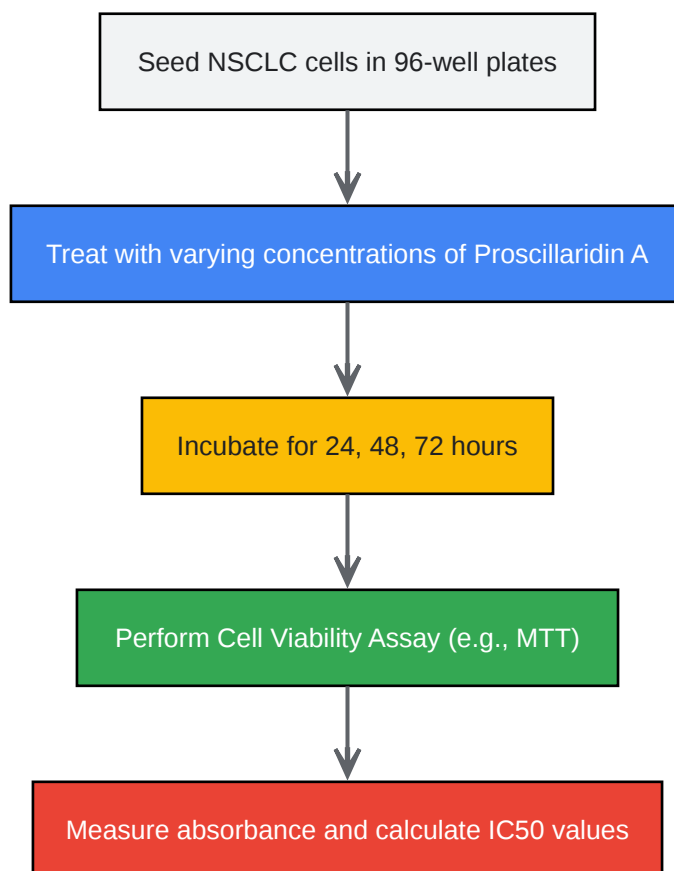 Seed NSCLC cells in 96-well plates
Treat with varying concentrations of Proscillaridin A
Incubate for 24, 48, 72 hours
Perform Cell Viability Assay (e.g., MTT)
Measure absorbance and calculate IC50 values